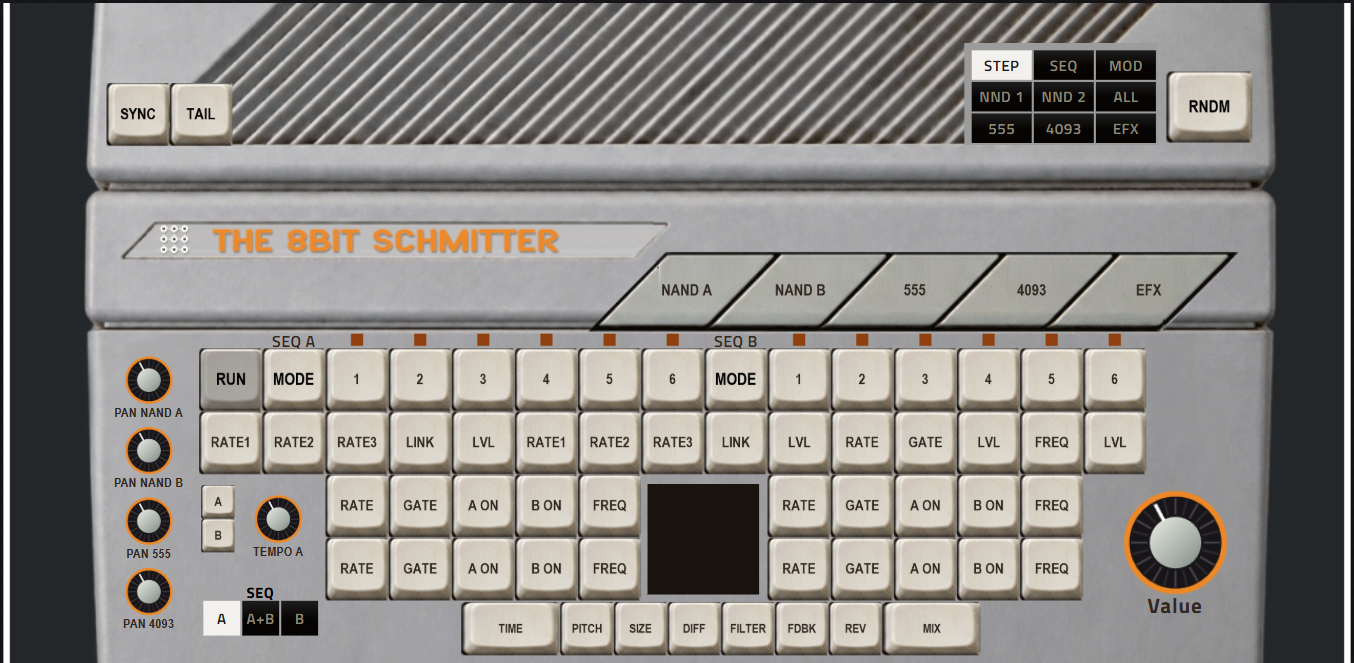 STEP SEQ MOD
SYNC TAIL NND 1 NND 2 ALL RNDM
555 4093 EFX
THE 8BIT SCHMITTER
NAND A NAND B 555 4093 EFX
SEQ A SEQ B
RUN MODE 1 2 3 4 5 6 MODE 1 2 3 4 5 6
PAN NAND A
RATE1 RATE2 RATE3 LINK LVL RATE1 RATE2 RATE3 LINK LVL RATE GATE LVL FREQ LVL
PAN NAND B
A RATE GATE A ON B ON FREQ RATE GATE A ON B ON FREQ
B
PAN 555 TEMPO A
RATE GATE A ON B ON FREQ RATE GATE A ON B ON FREQ
SEQ
Value
A A+B B
PAN 4093
TIME PITCH SIZE DIFF FILTER FDBK REV MIX